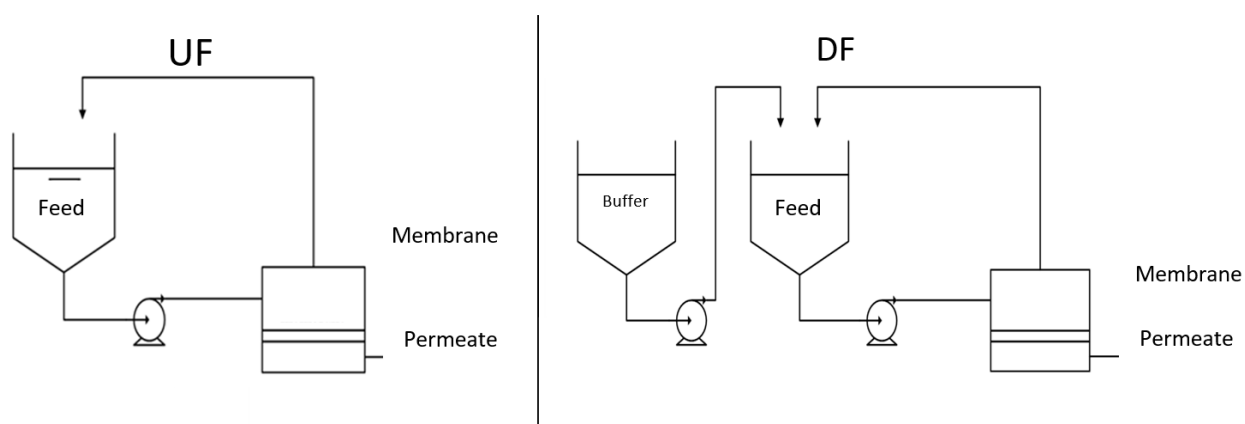 UF
Feed
Membrane
Permeate
DF
Buffer
Feed
Membrane
Permeate